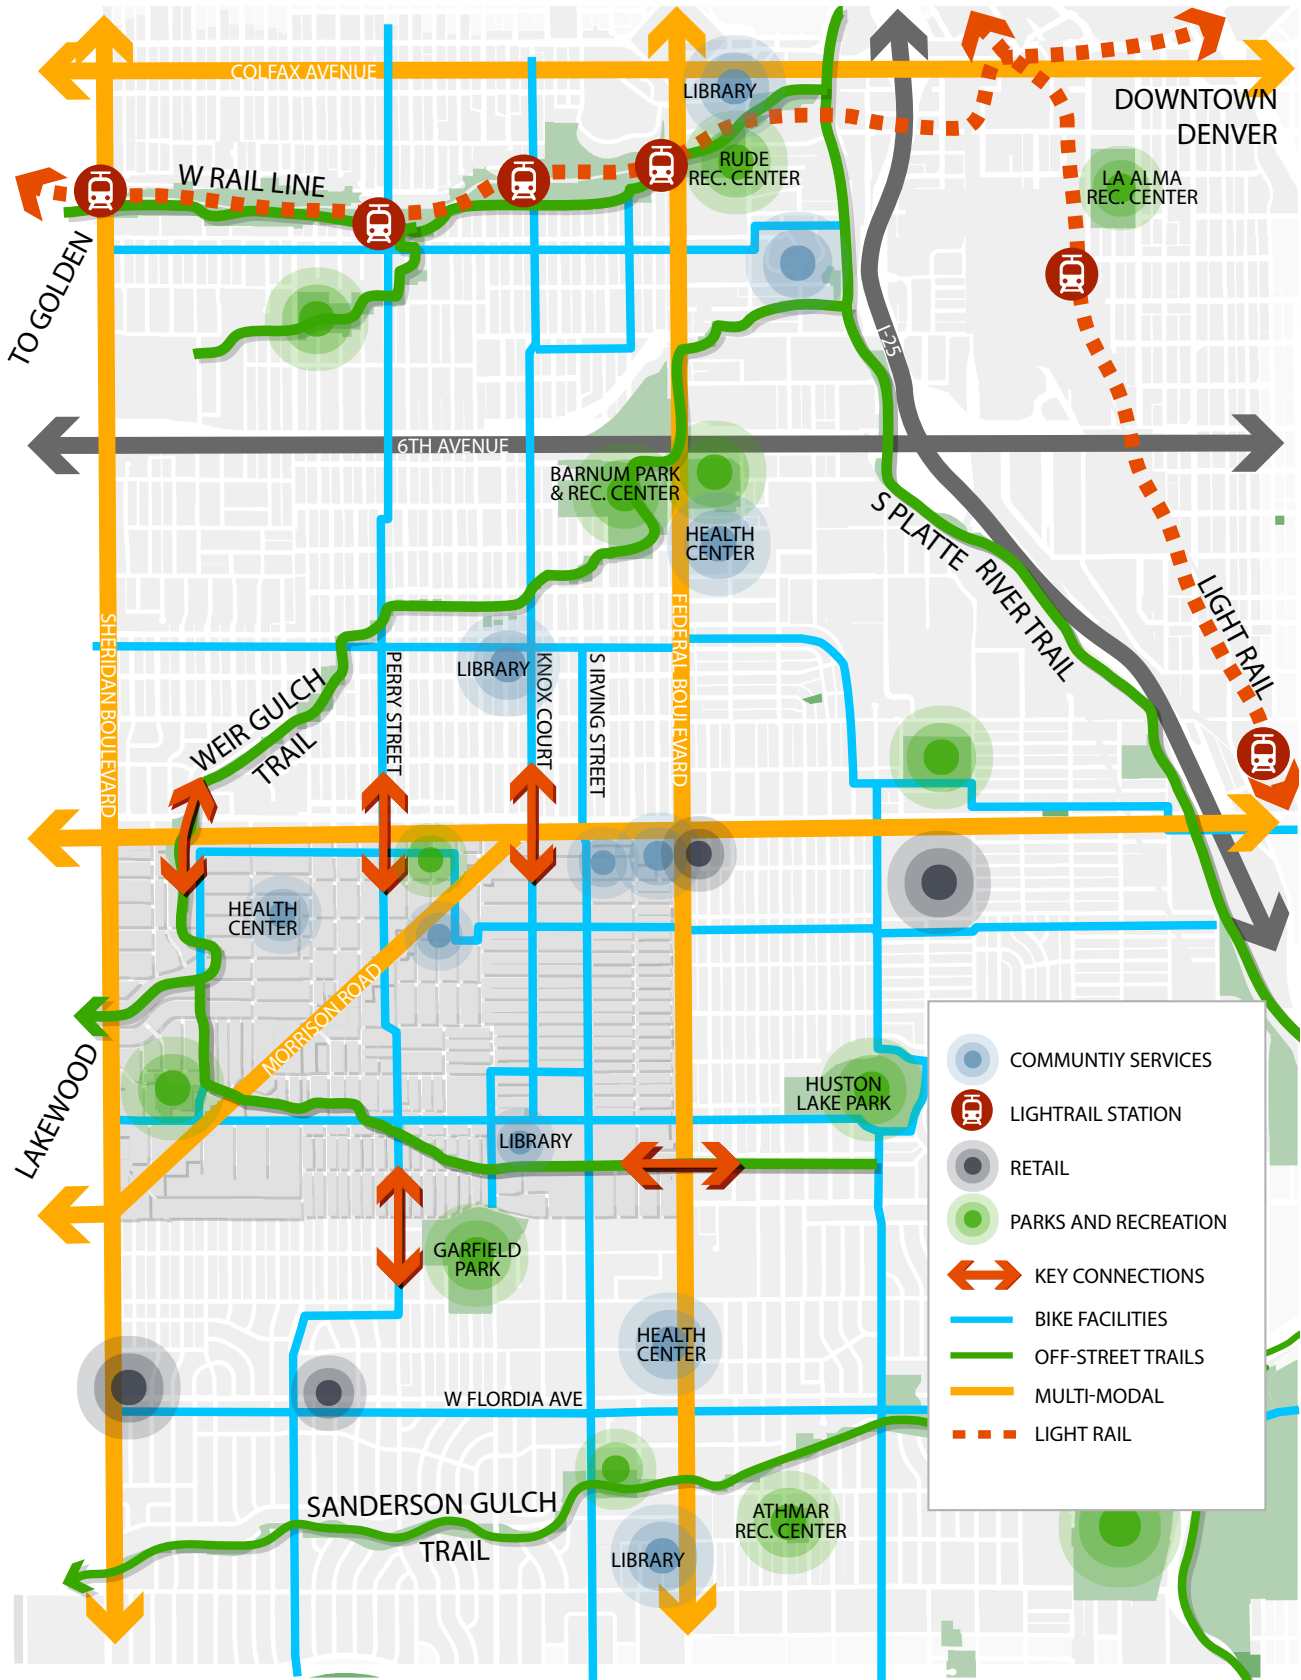 COLFAX AVENUE
LIBRARY
DOWNTOWN
DENVER
W RAIL LINE
RUDE
REC. CENTER
LA ALMA
REC. CENTER
TO GOLDEN
I-25
6TH AVENUE
BARNUM PARK
& REC. CENTER
HEALTH
CENTER
S PLATTE RIVER TRAIL
LIGHT RAIL
SHERIDAN BOULEVARD
FEDERAL BOULEVARD
LIBRARY
PERRY STREET
KNOX COURT
S IRVING STREET
WEIR GULCH
TRAIL
HEALTH
CENTER
MORRISON ROAD
LAKEWOOD
HUSTON
LAKE PARK
LIBRARY
GARFIELD
PARK
HEALTH
CENTER
W FLORDIA AVE
SANDERSON GULCH
TRAIL
ATHMAR
REC. CENTER
LIBRARY
COMMUNTIY SERVICES
LIGHTRAIL STATION
RETAIL
PARKS AND RECREATION
KEY CONNECTIONS
BIKE FACILITIES
OFF-STREET TRAILS
MULTI-MODAL
LIGHT RAIL